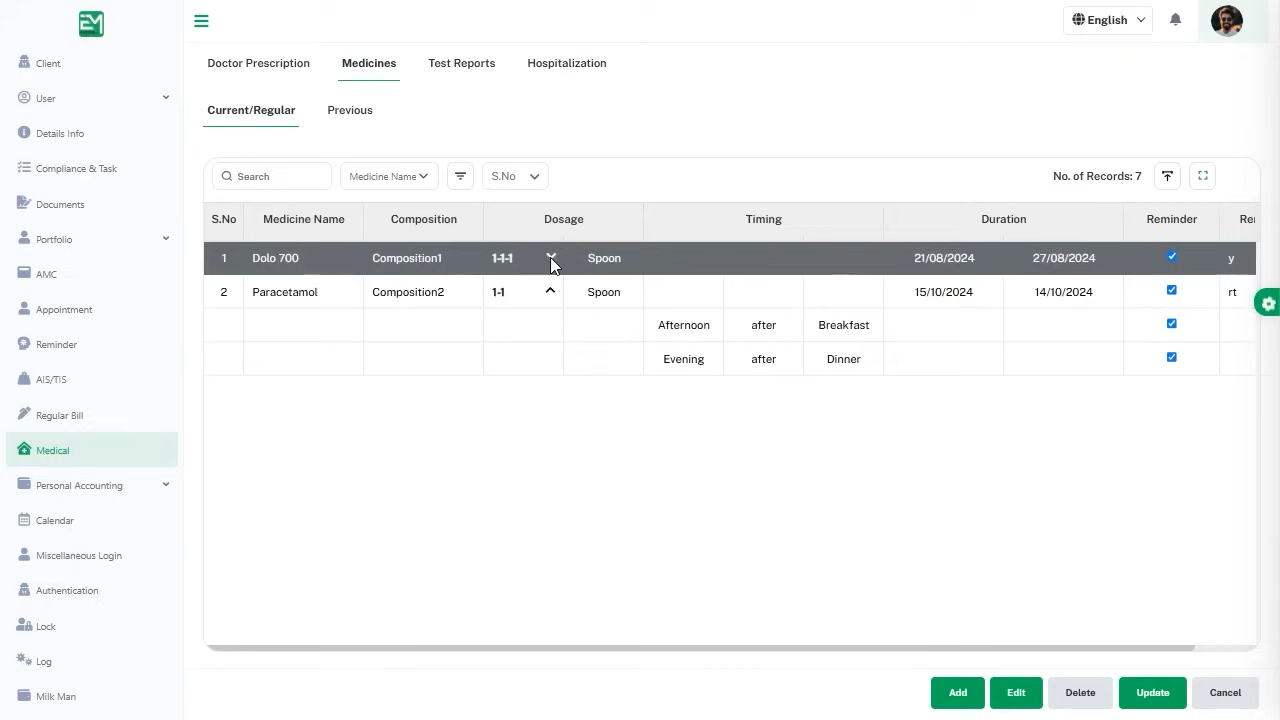 EM
English
Client
User
Details Info
Compliance & Task
Documents
Portfolio
AMC
Appointment
Reminder
AIS/TIS
Regular Bill
Medical
Personal Accounting
Calendar
Miscellaneous Login
Authentication
Lock
Log
Milk Man
Doctor Prescription Medicines Test Reports Hospitalization
Current/Regular Previous
Search Medicine Name S.No No. of Records: 7
S.No Medicine Name Composition Dosage Timing Duration Reminder Rei
1 Dolo 700 Composition1 1-1-1 Spoon 21/08/2024 27/08/2024 y
2 Paracetamol Composition2 1-1 Spoon 15/10/2024 14/10/2024 rt
Afternoon after Breakfast
Evening after Dinner
Add Edit Delete Update Cancel